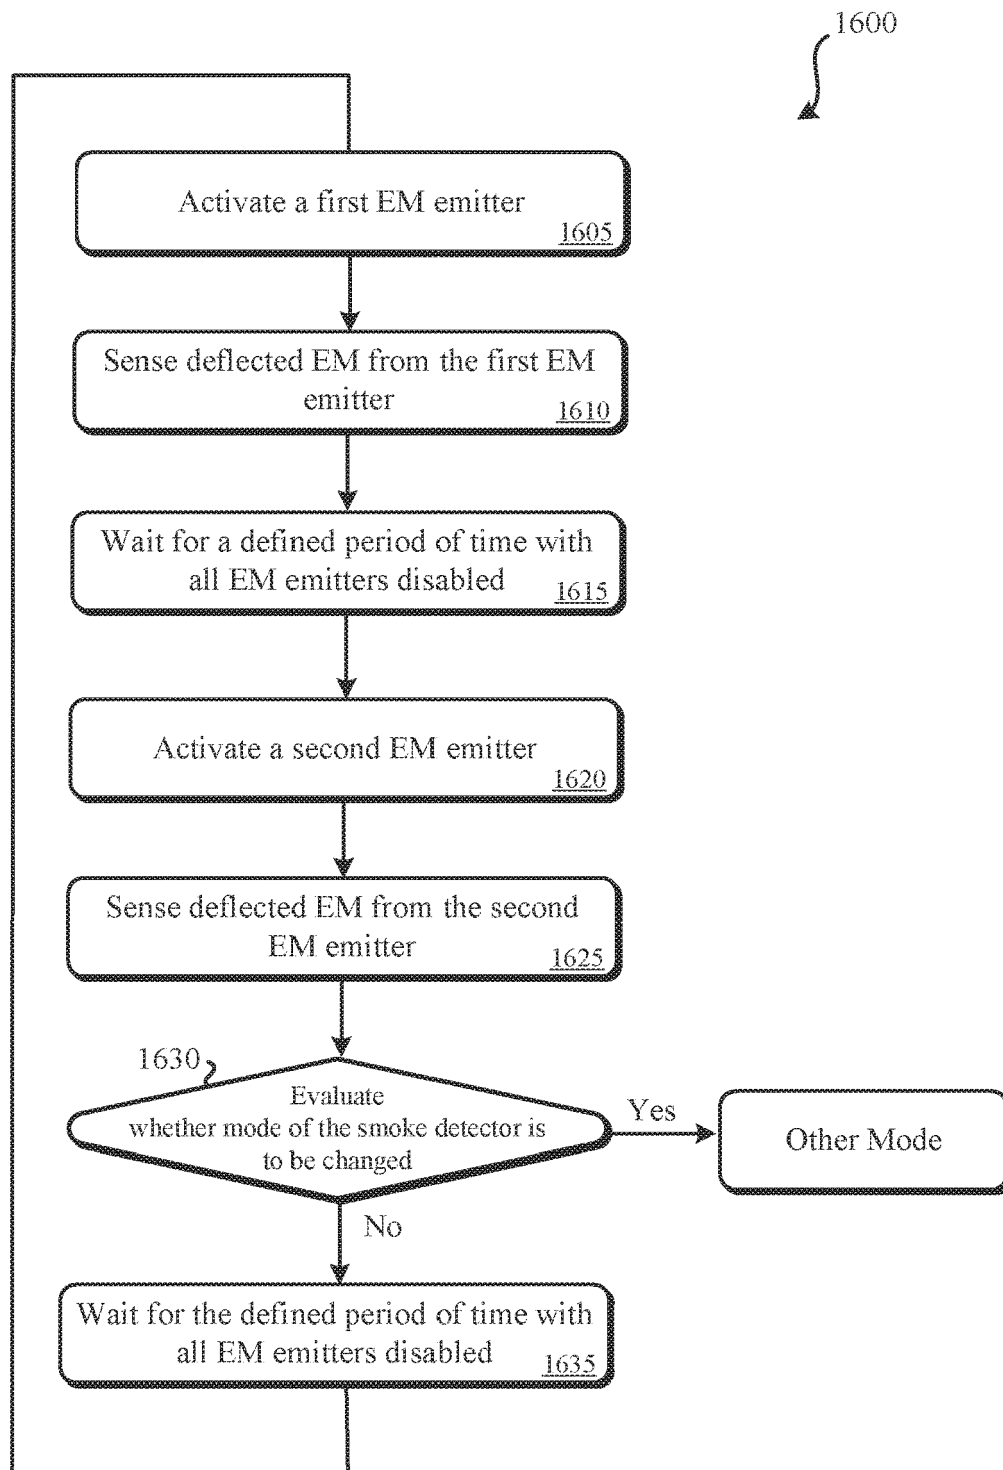 1600
Activate a first EM emitter
1605
Sense deflected EM from the first EM
emitter
1610
Wait for a defined period of time with
all EM emitters disabled
1615
Activate a second EM emitter
1620
Sense deflected EM from the second
EM emitter
1625
1630
Evaluate
whether mode of the smoke detector is
to be changed
Yes
Other Mode
No
Wait for the defined period of time with
all EM emitters disabled
1635